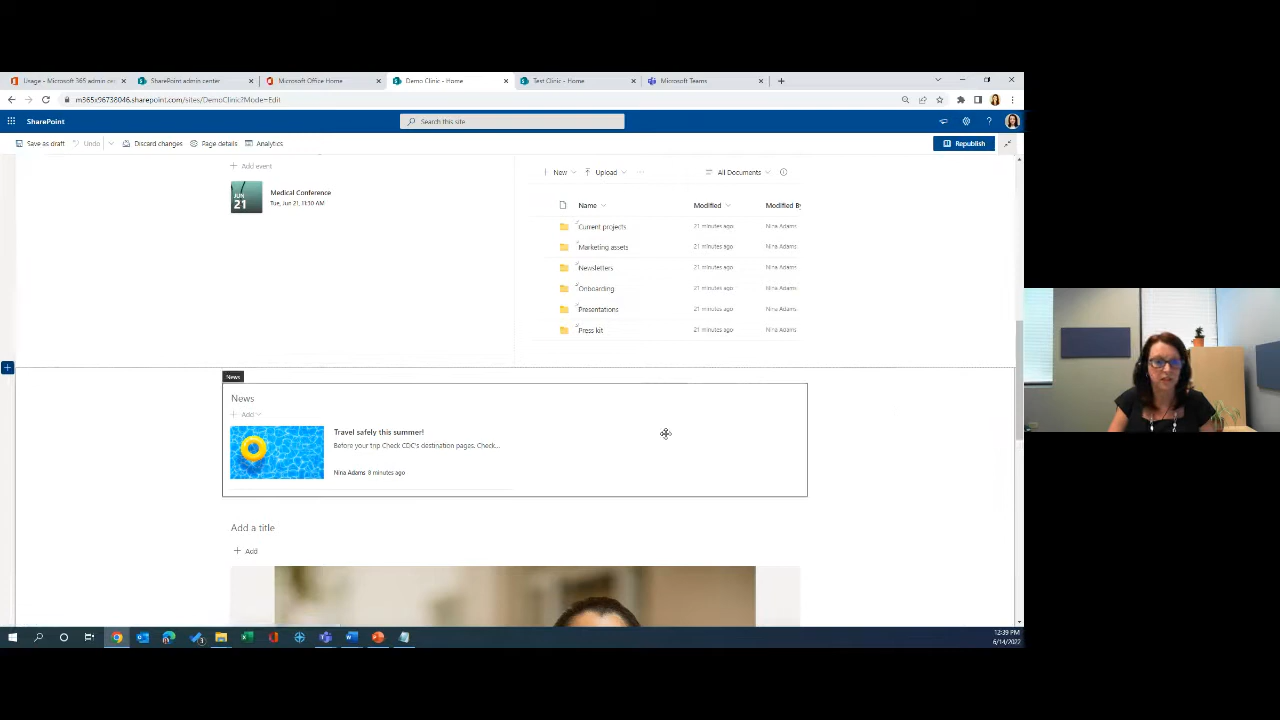 Usage - Microsoft 365 admin ce
SharePoint admin center
Microsoft Office Home
Demo Clinic - Home
Test Clinic - Home
Microsoft Teams
m365x96738046.sharepoint.com/sites/DemoClinic?Mode=Edit
SharePoint
Search this site
Save as draft
Undo
Discard changes
Page details
Analytics
Republish
Add event
JUN
21
Medical Conference
Tue, Jun 21, 11:30 AM
New
Upload
All Documents
Name
Modified
Modified By
Current projects
21 minutes ago
Nina Adams
Marketing assets
21 minutes ago
Nina Adams
Newsletters
21 minutes ago
Nina Adams
Onboarding
21 minutes ago
Nina Adams
Presentations
21 minutes ago
Nina Adams
Press kit
21 minutes ago
Nina Adams
News
News
Add
Travel safely this summer!
Before your trip Check CDC's destination pages. Check...
Nina Adams 8 minutes ago
Add a title
Add
12:39 PM
6/14/2022